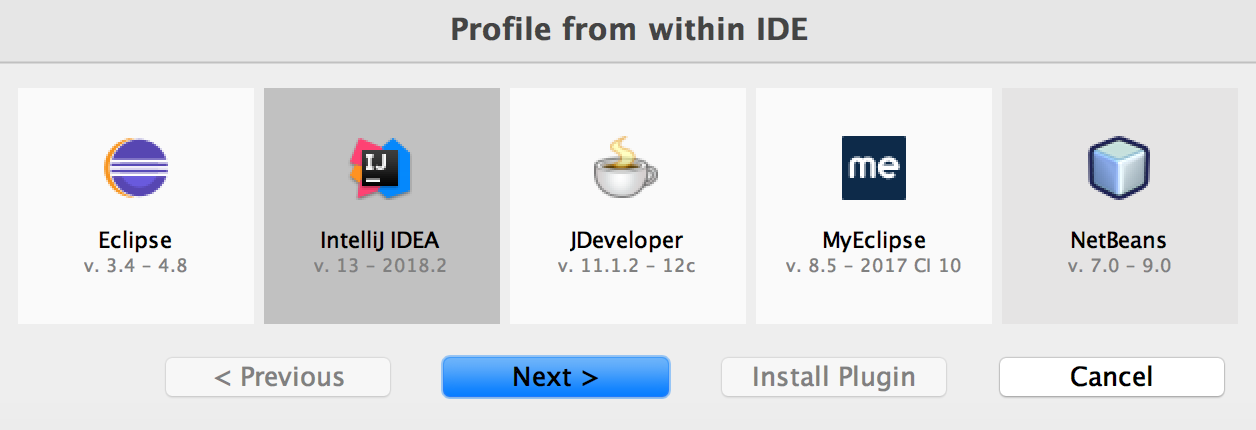 Profile from within IDE
IJ
me
Eclipse
v. 3.4 – 4.8
IntelliJ IDEA
v. 13 – 2018.2
JDeveloper
v. 11.1.2 – 12c
MyEclipse
v. 8.5 – 2017 CI 10
NetBeans
v. 7.0 – 9.0
< Previous
Next >
Install Plugin
Cancel